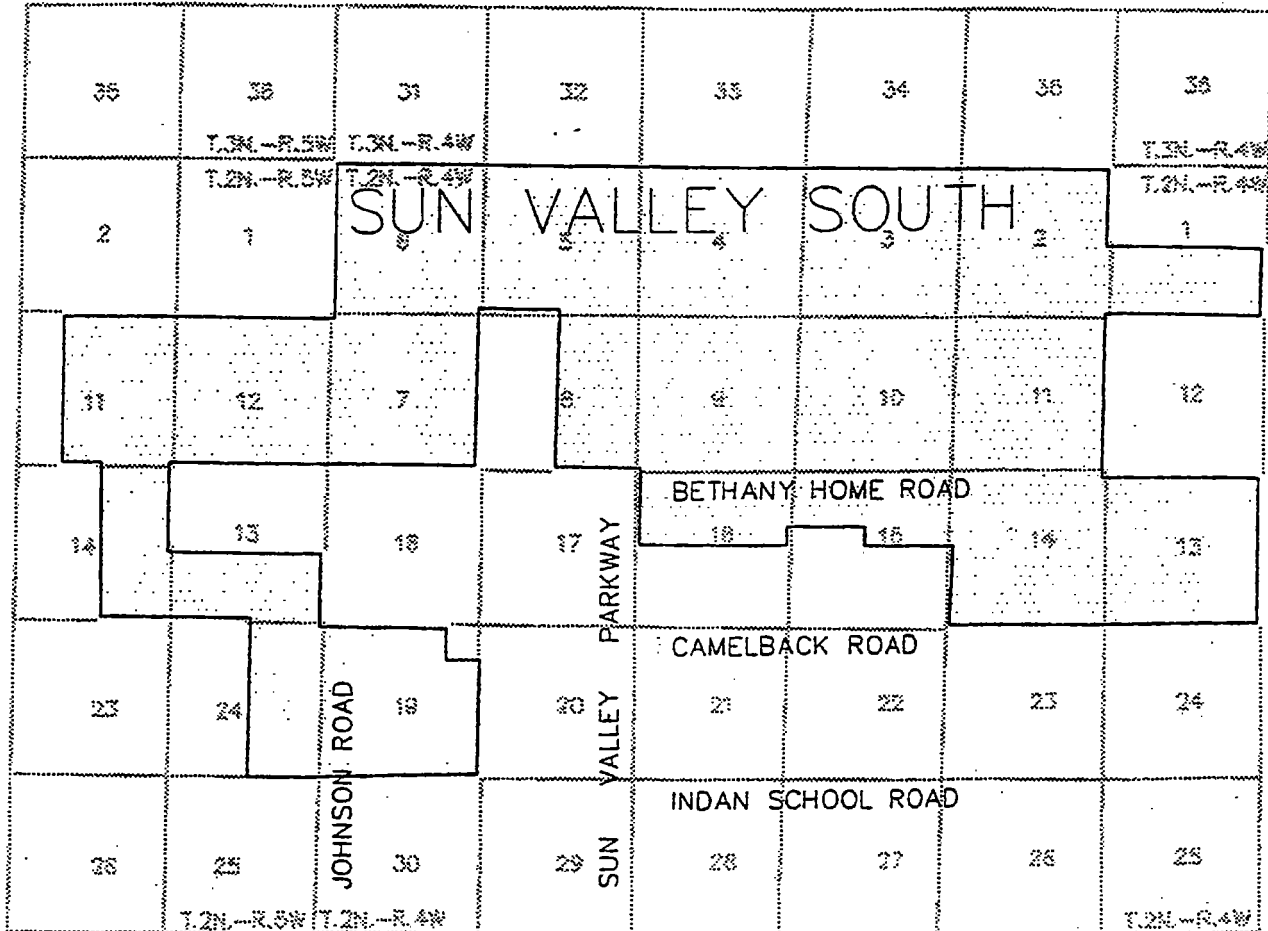 35 36 31 32 33 34 35 36
T.3N.-R.5W T.3N.-R.4W T.3N.-R.4W
T.2N.-R.5W T.2N.-R.4W T.2N.-R.4W
SUN VALLEY SOUTH
2 1 6 5 4 3 2 1
11 12 7 8 9 10 11 12
BETHANY HOME ROAD
14 13 18 17 16 15 14 13
CAMELBACK ROAD
23 24 19 20 21 22 23 24
JOHNSON ROAD
SUN VALLEY PARKWAY
INDAN SCHOOL ROAD
26 25 30 29 28 27 26 25
T.2N.-R.5W T.2N.-R.4W T.2N.-R.4W